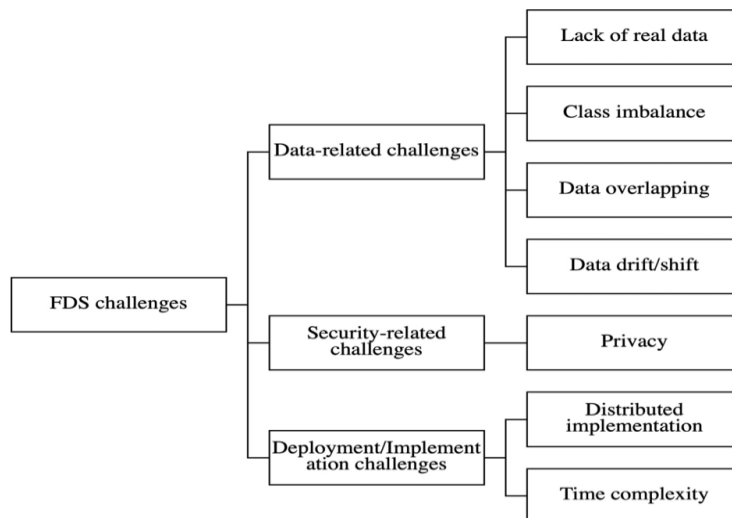 Lack of real data
Class imbalance
Data-related challenges
Data overlapping
Data drift/shift
FDS challenges
Security-related
challenges
Privacy
Distributed
implementation
Deployment/Implement
ation challenges
Time complexity